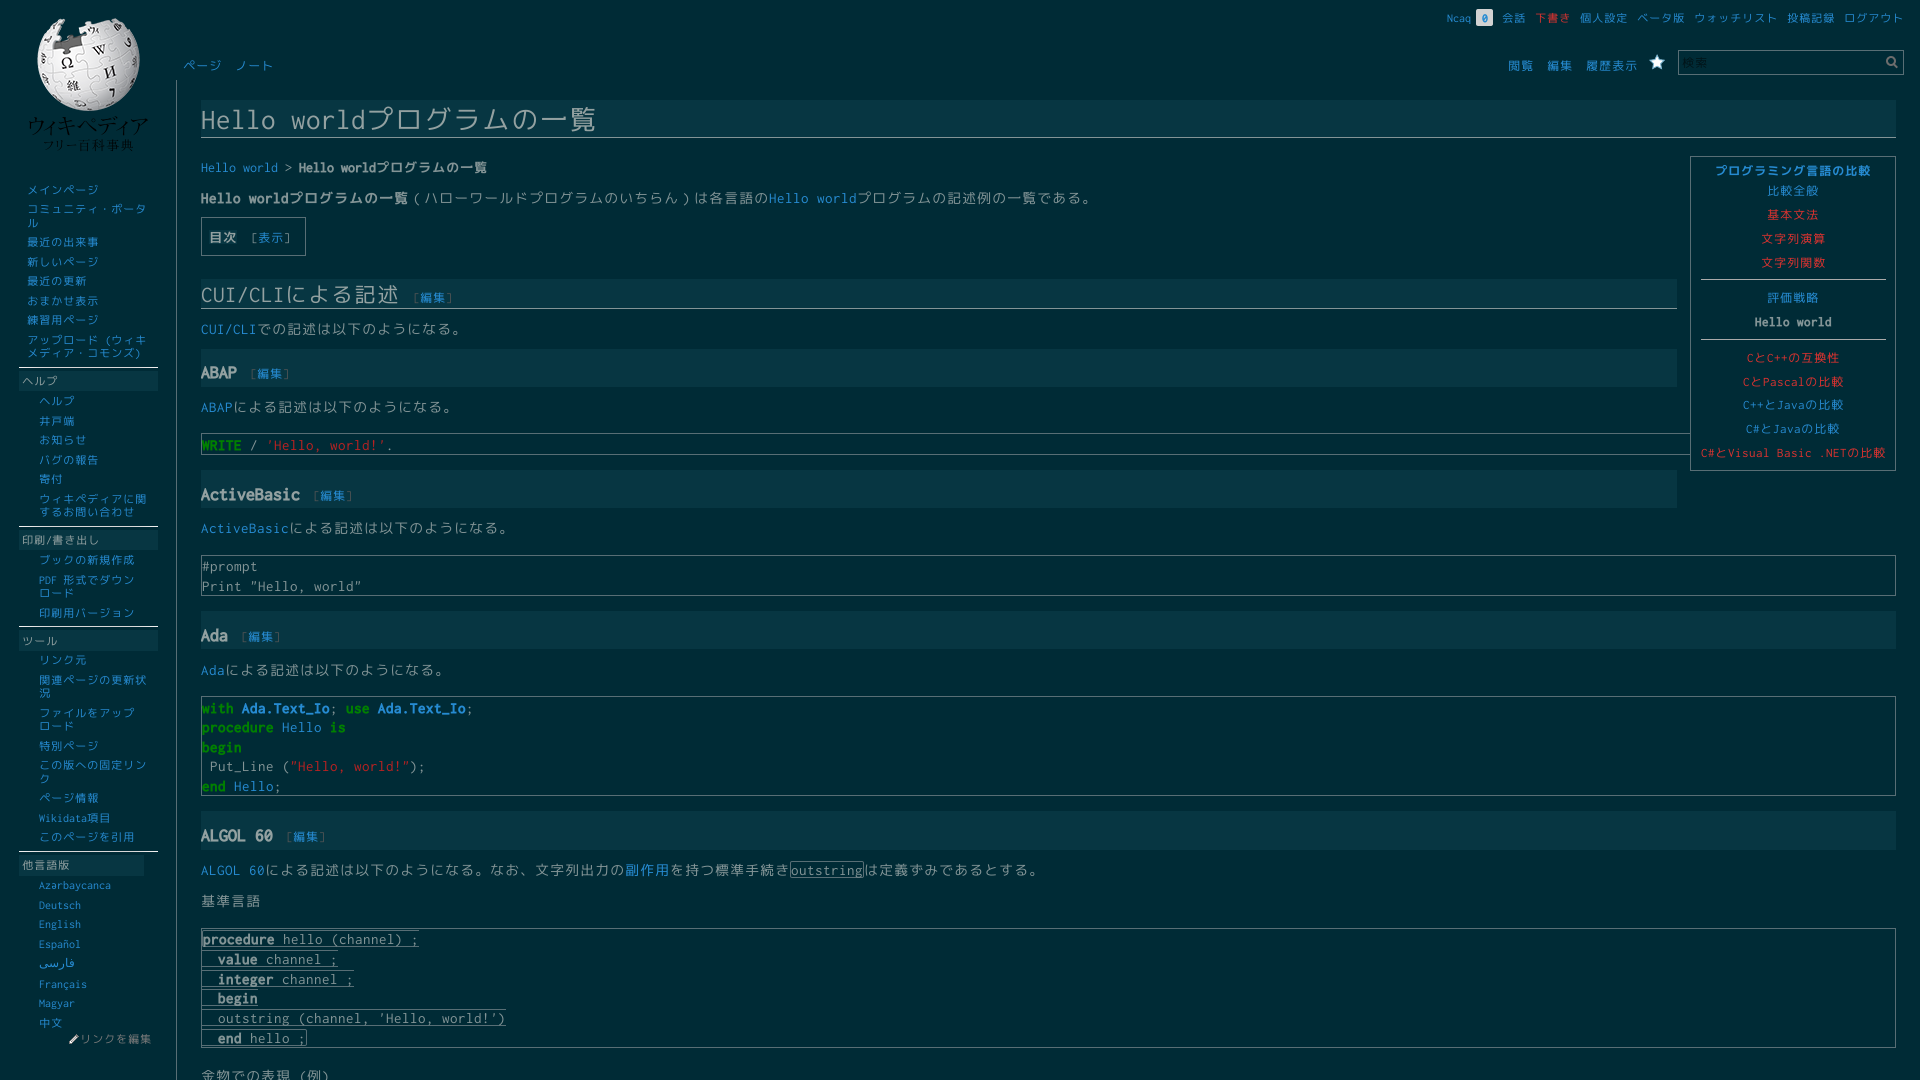 Ncaq 0 会話 下書き 個人設定 ベータ版 ウォッチリスト 投稿記録 ログアウト
ページ ノート
閲覧 編集 履歴表示
検索
ウィキペディア
フリー百科事典
メインページ
コミュニティ・ポータ
ル
最近の出来事
新しいページ
最近の更新
おまかせ表示
練習用ページ
アップロード (ウィキ
メディア・コモンズ)
ヘルプ
ヘルプ
井戸端
お知らせ
バグの報告
寄付
ウィキペディアに関
するお問い合わせ
印刷/書き出し
ブックの新規作成
PDF 形式でダウン
ロード
印刷用バージョン
ツール
リンク元
関連ページの更新状
況
ファイルをアップ
ロード
特別ページ
この版への固定リン
ク
ページ情報
Wikidata項目
このページを引用
他言語版
Azərbaycanca
Deutsch
English
Español
فارسی
Français
Magyar
中文
リンクを編集
Hello worldプログラムの一覧
Hello world > Hello worldプログラムの一覧
Hello worldプログラムの一覧（ハローワールドプログラムのいちらん）は各言語のHello worldプログラムの記述例の一覧である。
目次 [表示]
プログラミング言語の比較
比較全般
基本文法
文字列演算
文字列関数
評価戦略
Hello world
CとC++の互換性
CとPascalの比較
C++とJavaの比較
C#とJavaの比較
C#とVisual Basic .NETの比較
CUI/CLIによる記述 [編集]
CUI/CLIでの記述は以下のようになる。
ABAP [編集]
ABAPによる記述は以下のようになる。
WRITE / 'Hello, world!'.
ActiveBasic [編集]
ActiveBasicによる記述は以下のようになる。
#prompt
Print "Hello, world"
Ada [編集]
Adaによる記述は以下のようになる。
with Ada.Text_Io; use Ada.Text_Io;
procedure Hello is
begin
 Put_Line ("Hello, world!");
end Hello;
ALGOL 60 [編集]
ALGOL 60による記述は以下のようになる。なお、文字列出力の副作用を持つ標準手続きoutstringは定義ずみであるとする。
基準言語
procedure hello (channel) ;
  value channel ;
  integer channel ;
  begin
  outstring (channel, 'Hello, world!')
  end hello ;
金物での表現 (例)